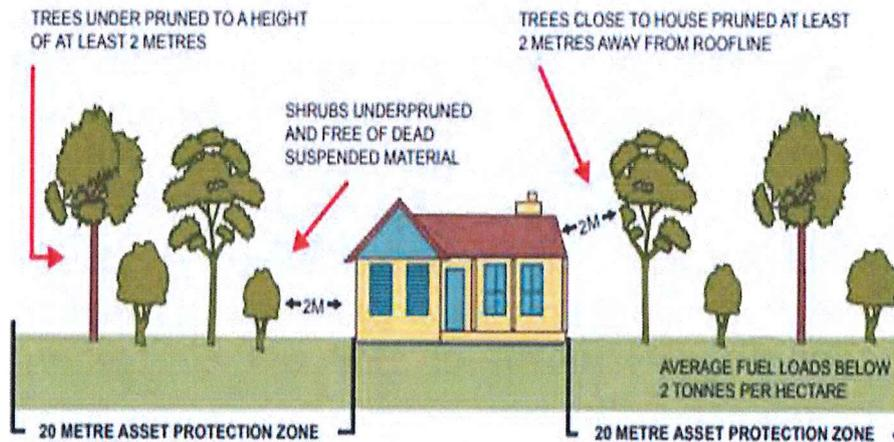 TREES UNDER PRUNED TO A HEIGHT
OF AT LEAST 2 METRES
TREES CLOSE TO HOUSE PRUNED AT LEAST
2 METRES AWAY FROM ROOFLINE
SHRUBS UNDERPRUNED
AND FREE OF DEAD
SUSPENDED MATERIAL
2M
2M
AVERAGE FUEL LOADS BELOW
2 TONNES PER HECTARE
20 METRE ASSET PROTECTION ZONE
20 METRE ASSET PROTECTION ZONE